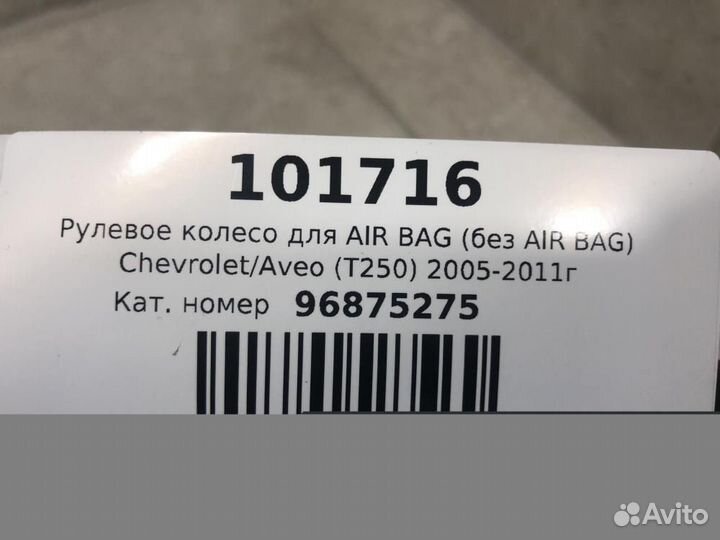 101716
Рулевое колесо для AIR BAG (без AIR BAG)
Chevrolet/Aveo (T250) 2005-2011г
Кат. номер 96875275
Avito